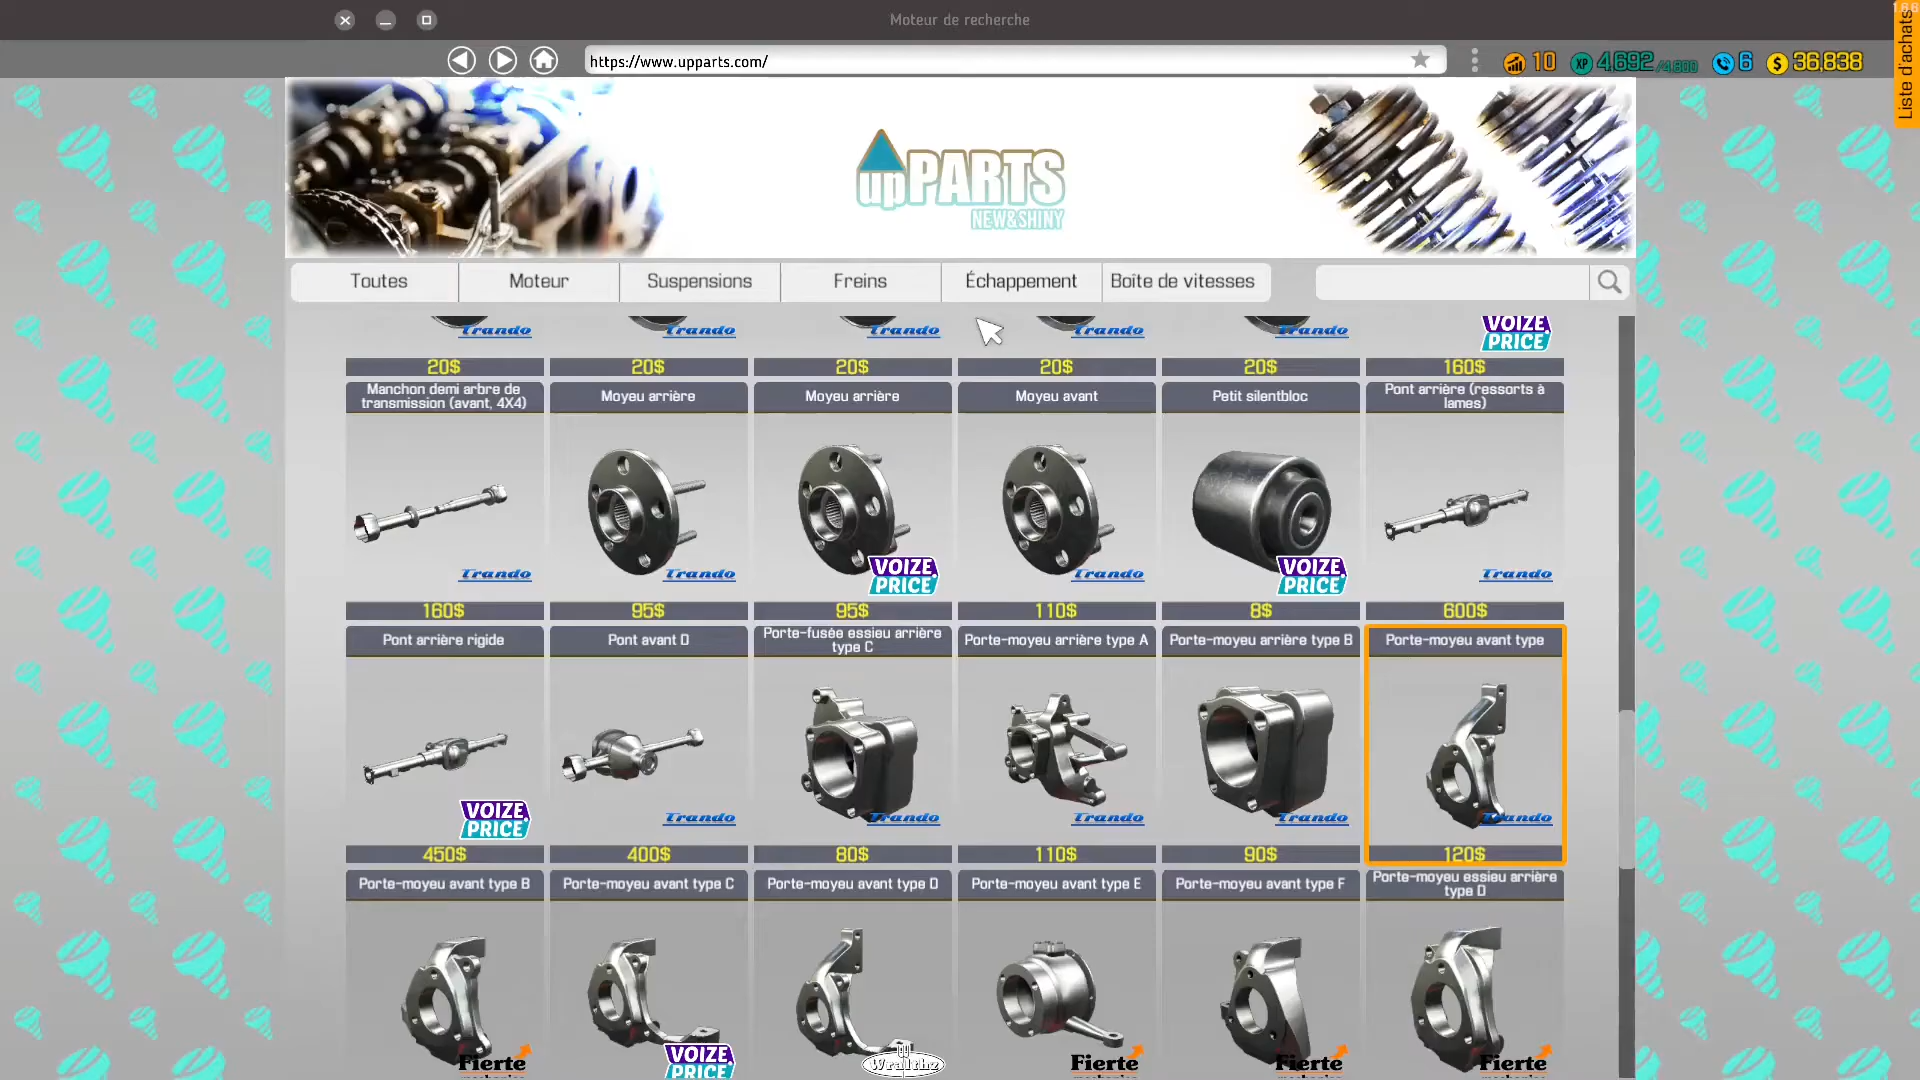 Moteur de recherche
https://www.upparts.com/
10
XP 4,692/4,800
6
$ 36,838
Liste d'achats
upPARTS
NEW&SHINY
Toutes
Moteur
Suspensions
Freins
Échappement
Boîte de vitesses
Trando
Trando
Trando
Trando
Trando
VOIZE
PRICE
20$
20$
20$
20$
20$
160$
Manchon demi arbre de
transmission (avant, 4X4)
Moyeu arrière
Moyeu arrière
Moyeu avant
Petit silentbloc
Pont arrière (ressorts à
lames)
Trando
Trando
VOIZE
PRICE
Trando
VOIZE
PRICE
Trando
160$
95$
95$
110$
8$
600$
Pont arrière rigide
Pont avant D
Porte-fusée essieu arrière
type C
Porte-moyeu arrière type A
Porte-moyeu arrière type B
Porte-moyeu avant type
VOIZE
PRICE
Trando
Trando
Trando
Trando
Trando
450$
400$
80$
110$
90$
120$
Porte-moyeu avant type B
Porte-moyeu avant type C
Porte-moyeu avant type D
Porte-moyeu avant type E
Porte-moyeu avant type F
Porte-moyeu essieu arrière
type D
Fierte
VOIZE
PRICE
Fierte
Fierte
Fierte